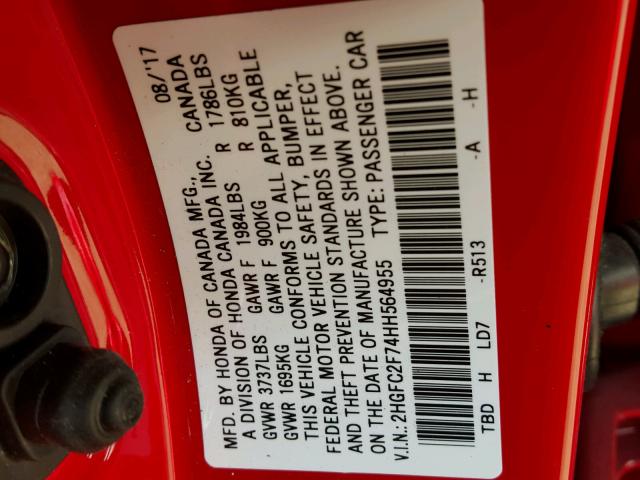 MFD. BY HONDA OF CANADA MFG., 08/'17
A DIVISION OF HONDA CANADA INC. CANADA
GVWR 3737LBS GAWR F 1984LBS R 1786LBS
GVWR 1695KG GAWR F 900KG R 810KG
THIS VEHICLE CONFORMS TO ALL APPLICABLE
FEDERAL MOTOR VEHICLE SAFETY, BUMPER,
AND THEFT PREVENTION STANDARDS IN EFFECT
ON THE DATE OF MANUFACTURE SHOWN ABOVE.
V.I.N.: 2HGFC2F74HH564955 TYPE: PASSENGER CAR
TBD H LD7 -R513 -A -H